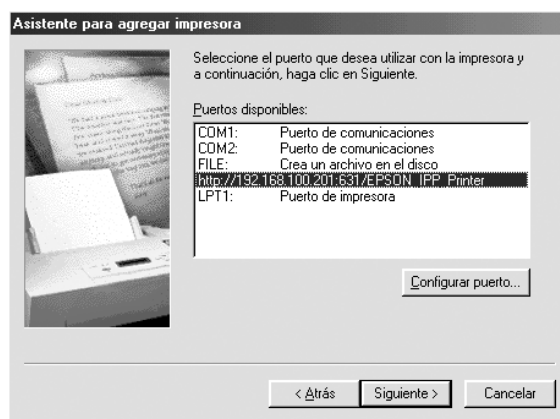 Asistente para agregar impresora
Seleccione el puerto que desea utilizar con la impresora y
a continuación, haga clic en Siguiente.
Puertos disponibles:
COM1: Puerto de comunicaciones
COM2: Puerto de comunicaciones
FILE: Crea un archivo en el disco
http://192.168.100.201:631/EPSON_IPP_Printer
LPT1: Puerto de impresora
Configurar puerto...
< Atrás Siguiente > Cancelar